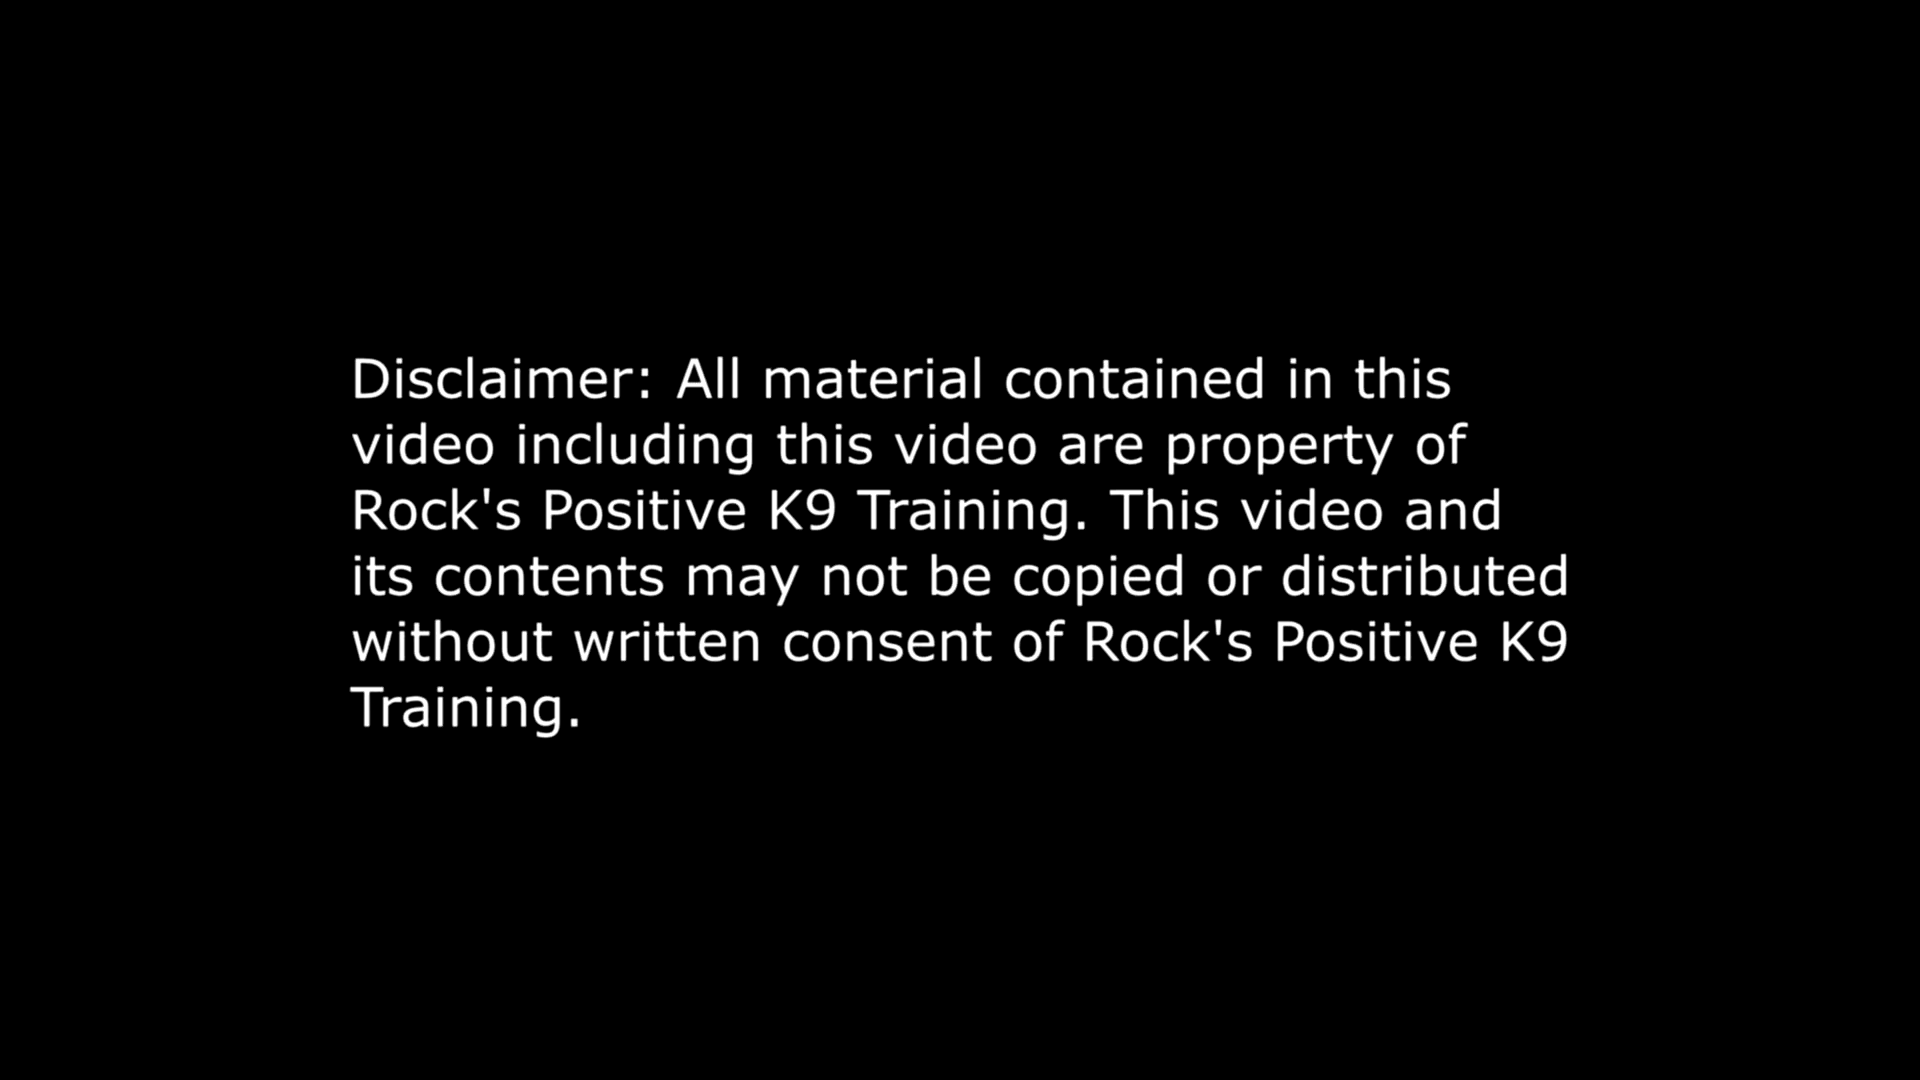 Disclaimer: All material contained in this
video including this video are property of
Rock's Positive K9 Training. This video and
its contents may not be copied or distributed
without written consent of Rock's Positive K9
Training.